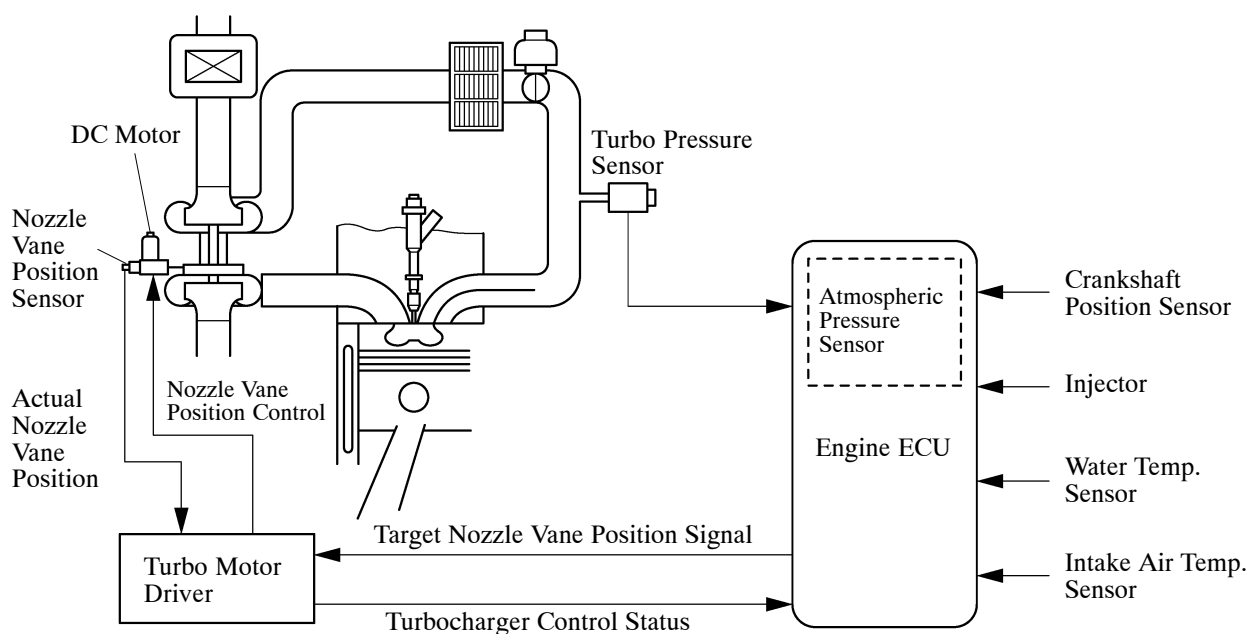 DC Motor
Turbo Pressure
Sensor
Nozzle
Vane
Position
Sensor
Atmospheric
Pressure
Sensor
Crankshaft
Position Sensor
Injector
Actual
Nozzle
Vane
Position
Nozzle Vane
Position Control
Engine ECU
Water Temp.
Sensor
Target Nozzle Vane Position Signal
Turbo Motor
Driver
Intake Air Temp.
Sensor
Turbocharger Control Status